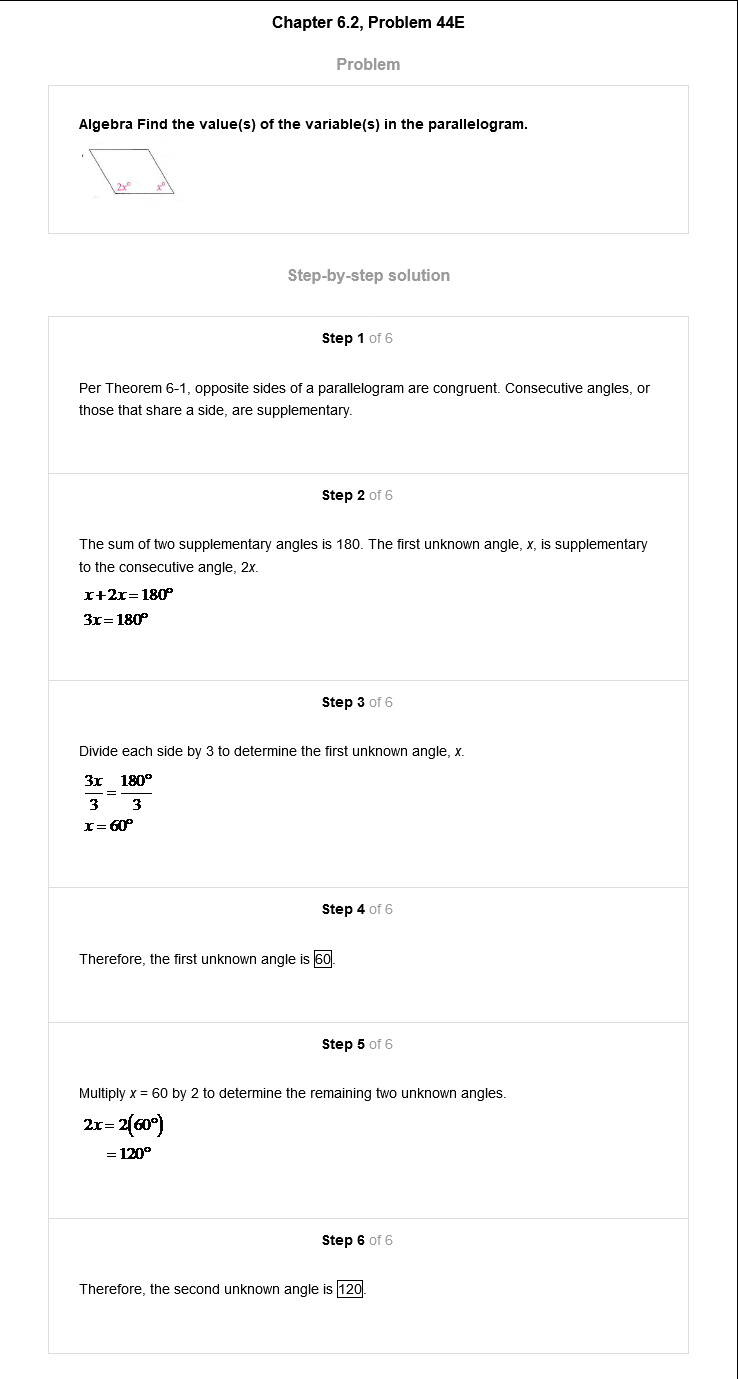 Chapter 6.2, Problem 44E
Problem
Algebra Find the value(s) of the variable(s) in the parallelogram.
2x° x°
Step-by-step solution
Step 1 of 6
Per Theorem 6-1, opposite sides of a parallelogram are congruent. Consecutive angles, or
those that share a side, are supplementary.
Step 2 of 6
The sum of two supplementary angles is 180. The first unknown angle, x, is supplementary
to the consecutive angle, 2x.
x+2x=180°
3x=180°
Step 3 of 6
Divide each side by 3 to determine the first unknown angle, x.
3x/3 = 180°/3
x=60°
Step 4 of 6
Therefore, the first unknown angle is 60.
Step 5 of 6
Multiply x = 60 by 2 to determine the remaining two unknown angles.
2x=2(60°)
=120°
Step 6 of 6
Therefore, the second unknown angle is 120.